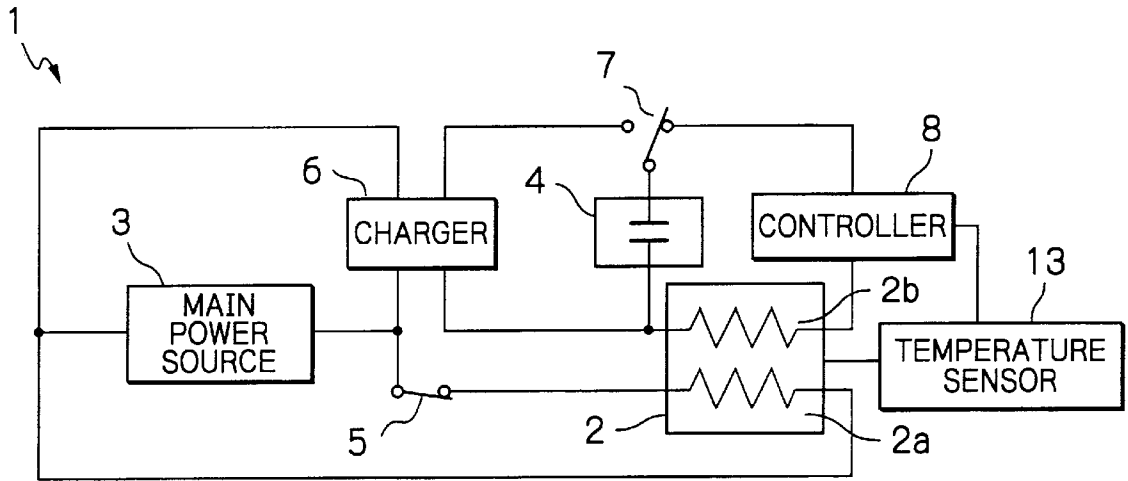 1
7
8
6
4
CHARGER
CONTROLLER
3
13
2b
MAIN
POWER
SOURCE
TEMPERATURE
SENSOR
5
2
2a